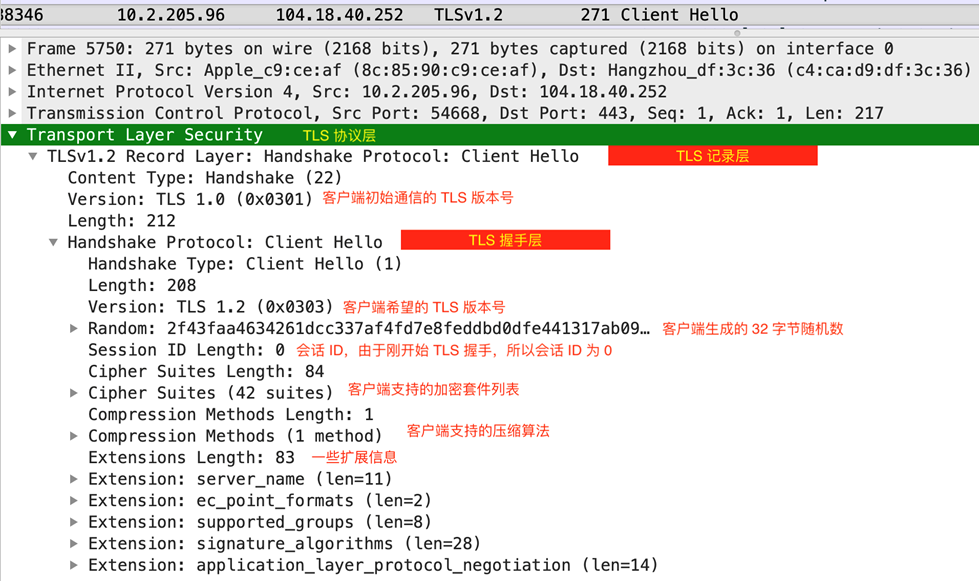 38346 10.2.205.96 104.18.40.252 TLSv1.2 271 Client Hello
Frame 5750: 271 bytes on wire (2168 bits), 271 bytes captured (2168 bits) on interface 0
Ethernet II, Src: Apple_c9:ce:af (8c:85:90:c9:ce:af), Dst: Hangzhou_df:3c:36 (c4:ca:d9:df:3c:36)
Internet Protocol Version 4, Src: 10.2.205.96, Dst: 104.18.40.252
Transmission Control Protocol, Src Port: 54668, Dst Port: 443, Seq: 1, Ack: 1, Len: 217
Transport Layer Security TLS 协议层
TLSv1.2 Record Layer: Handshake Protocol: Client Hello TLS 记录层
Content Type: Handshake (22)
Version: TLS 1.0 (0x0301) 客户端初始通信的 TLS 版本号
Length: 212
Handshake Protocol: Client Hello TLS 握手层
Handshake Type: Client Hello (1)
Length: 208
Version: TLS 1.2 (0x0303) 客户端希望的 TLS 版本号
Random: 2f43faa4634261dcc337af4fd7e8feddbd0dfe441317ab09… 客户端生成的 32 字节随机数
Session ID Length: 0 会话 ID，由于刚开始 TLS 握手，所以会话 ID 为 0
Cipher Suites Length: 84
Cipher Suites (42 suites) 客户端支持的加密套件列表
Compression Methods Length: 1
Compression Methods (1 method) 客户端支持的压缩算法
Extensions Length: 83 一些扩展信息
Extension: server_name (len=11)
Extension: ec_point_formats (len=2)
Extension: supported_groups (len=8)
Extension: signature_algorithms (len=28)
Extension: application_layer_protocol_negotiation (len=14)